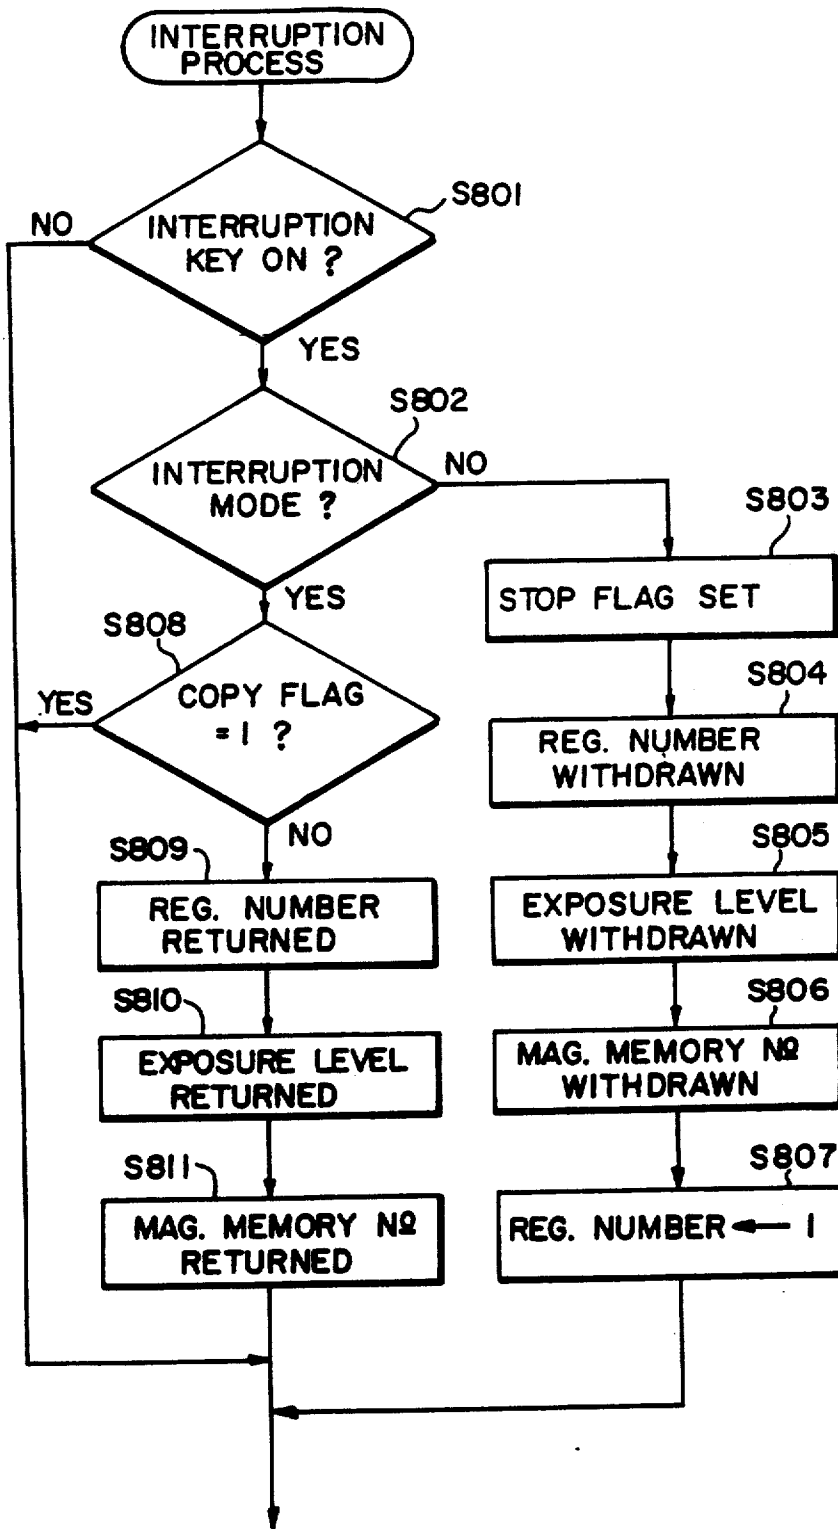 INTERRUPTION
PROCESS
S801
NO
INTERRUPTION
KEY ON ?
YES
S802
INTERRUPTION
MODE ?
NO
S803
STOP FLAG SET
YES
S808
COPY FLAG
= 1 ?
YES
S804
REG. NUMBER
WITHDRAWN
NO
S809
REG. NUMBER
RETURNED
S805
EXPOSURE LEVEL
WITHDRAWN
S810
EXPOSURE LEVEL
RETURNED
S806
MAG. MEMORY Nº
WITHDRAWN
S811
MAG. MEMORY Nº
RETURNED
S807
REG. NUMBER ← 1